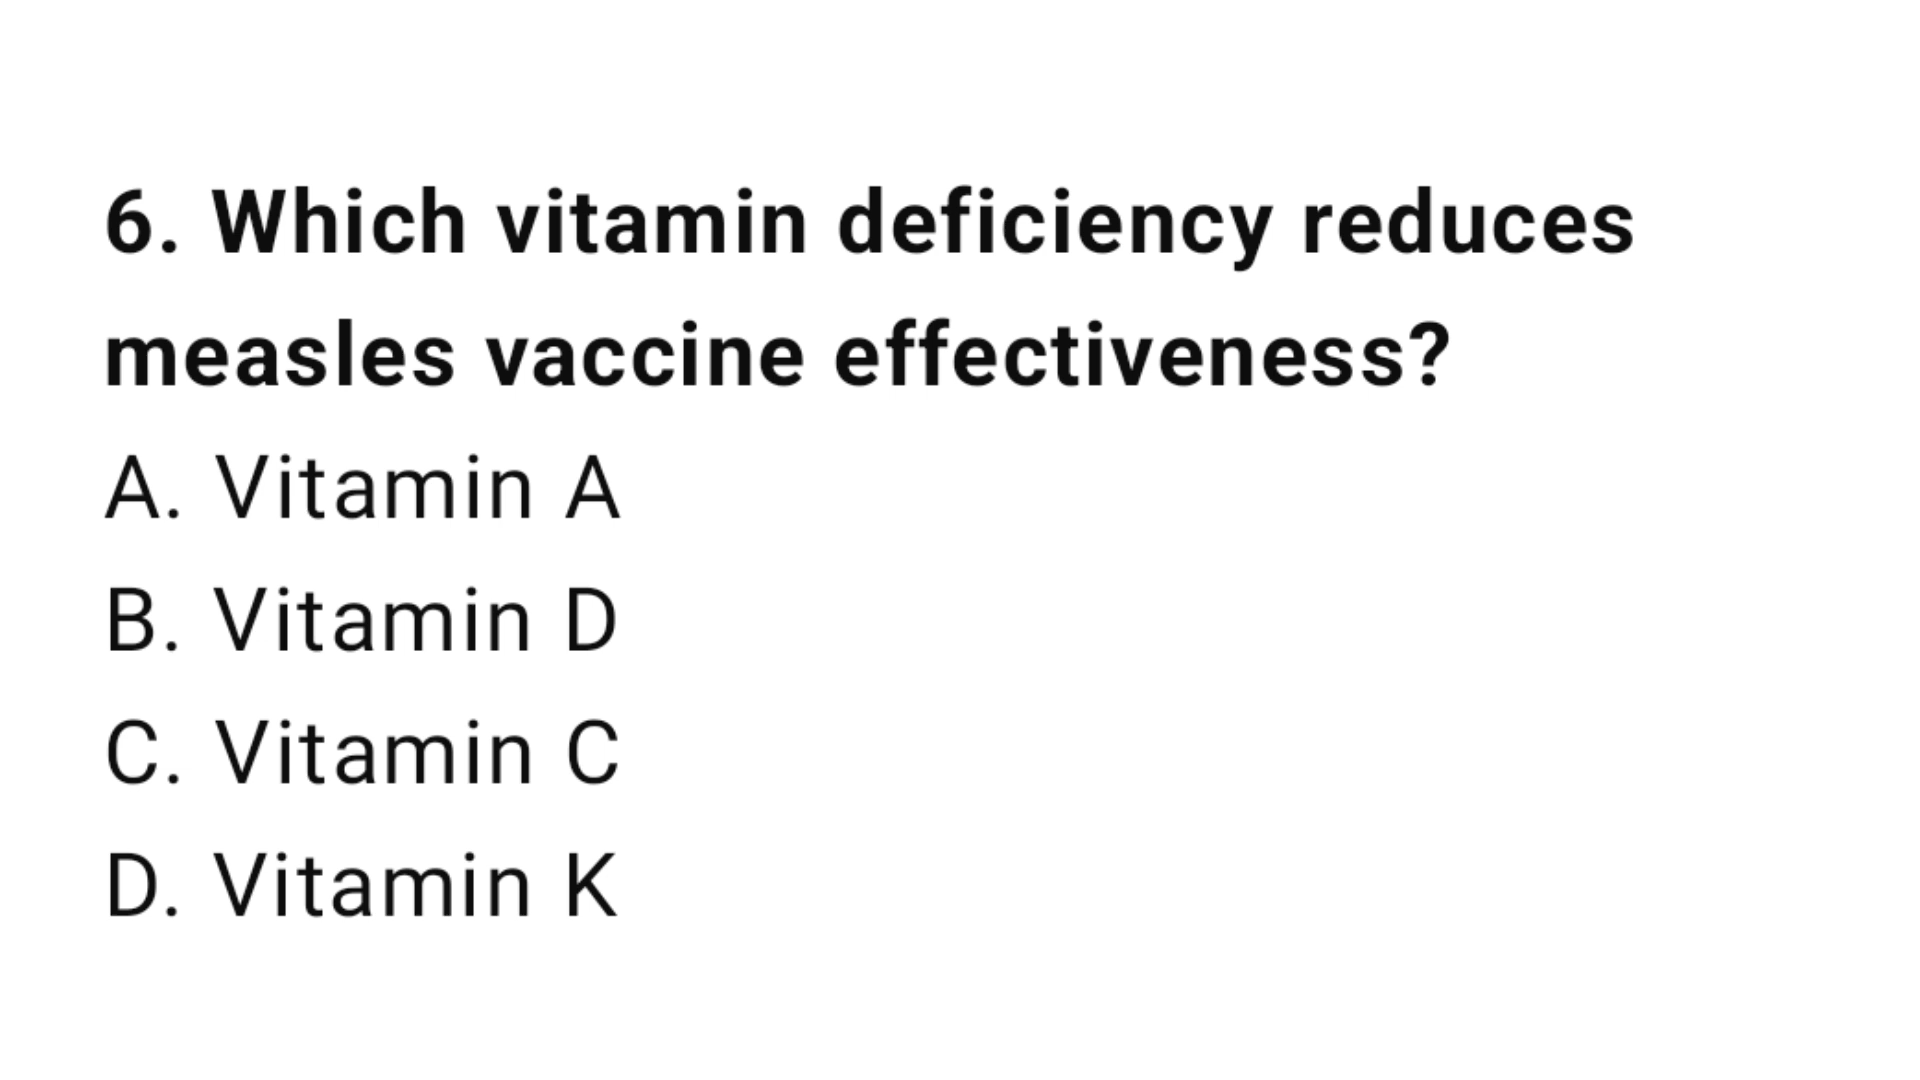 6. Which vitamin deficiency reduces
measles vaccine effectiveness?
A. Vitamin A
B. Vitamin D
C. Vitamin C
D. Vitamin K